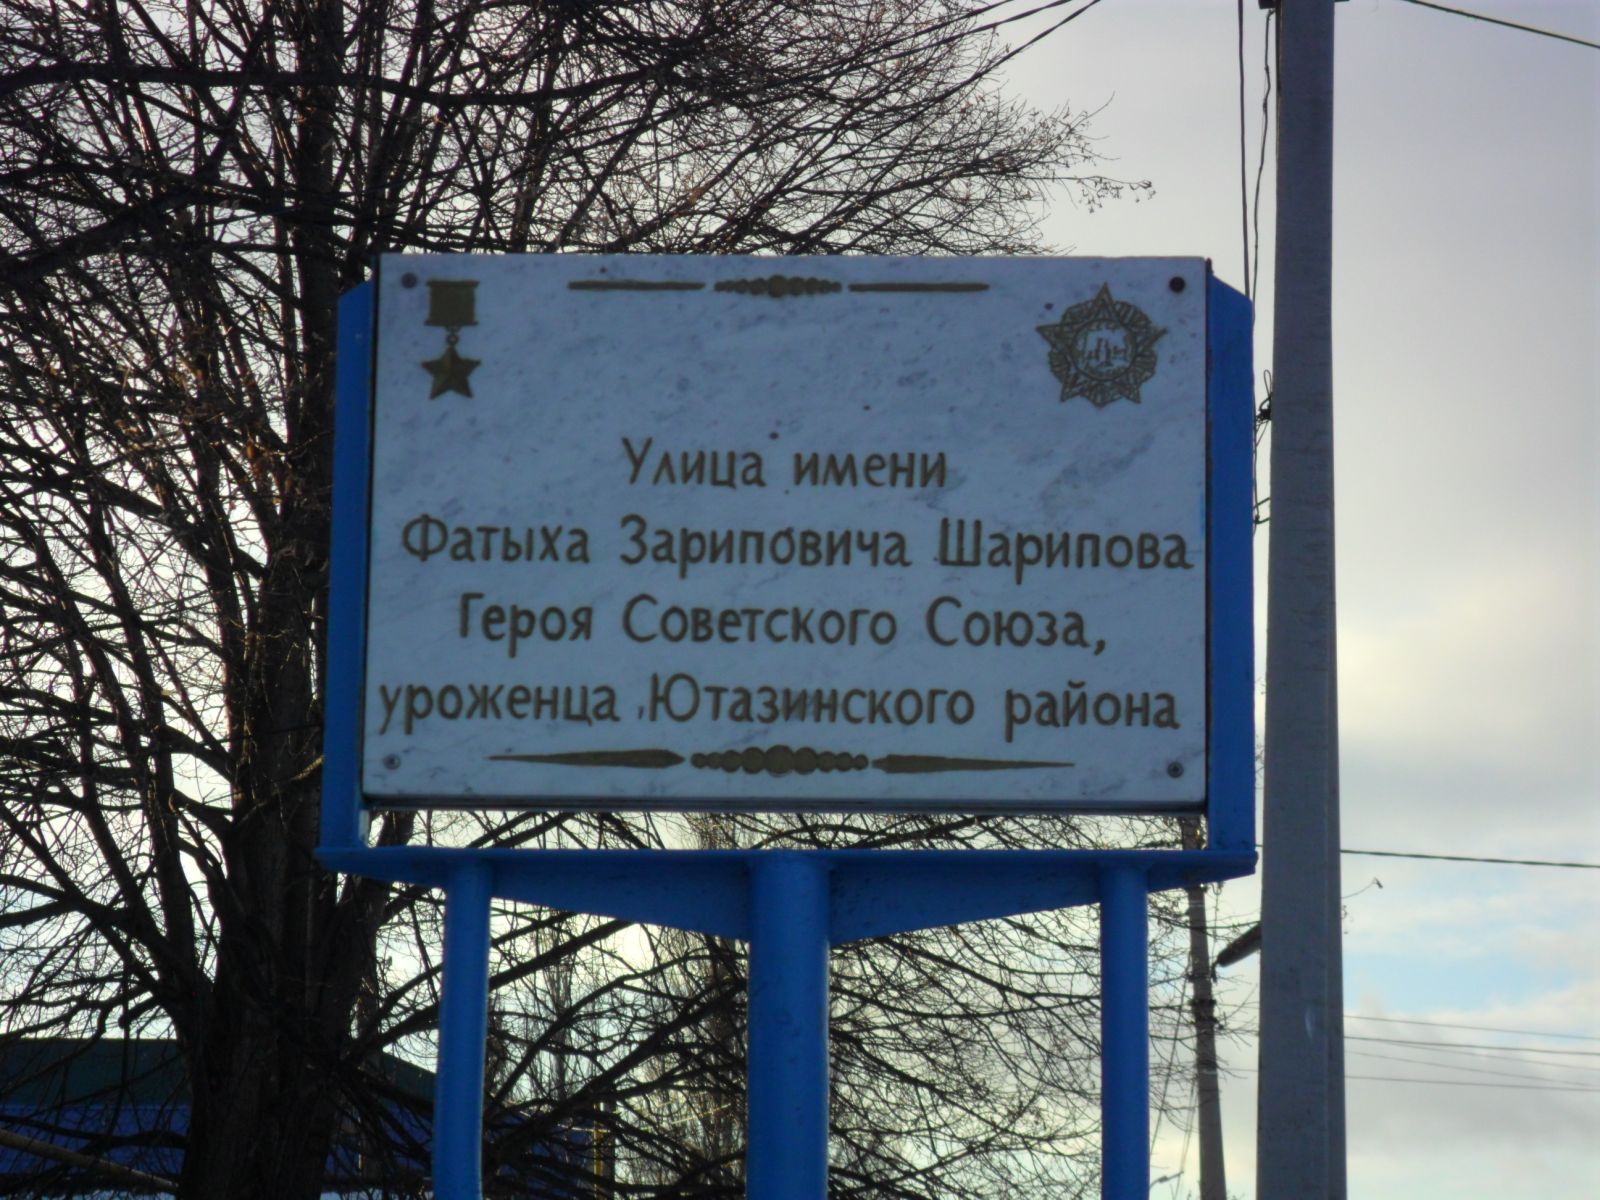 Улица имени
Фатыха Зариповича Шарипова
Героя Советского Союза,
уроженца Ютазинского района